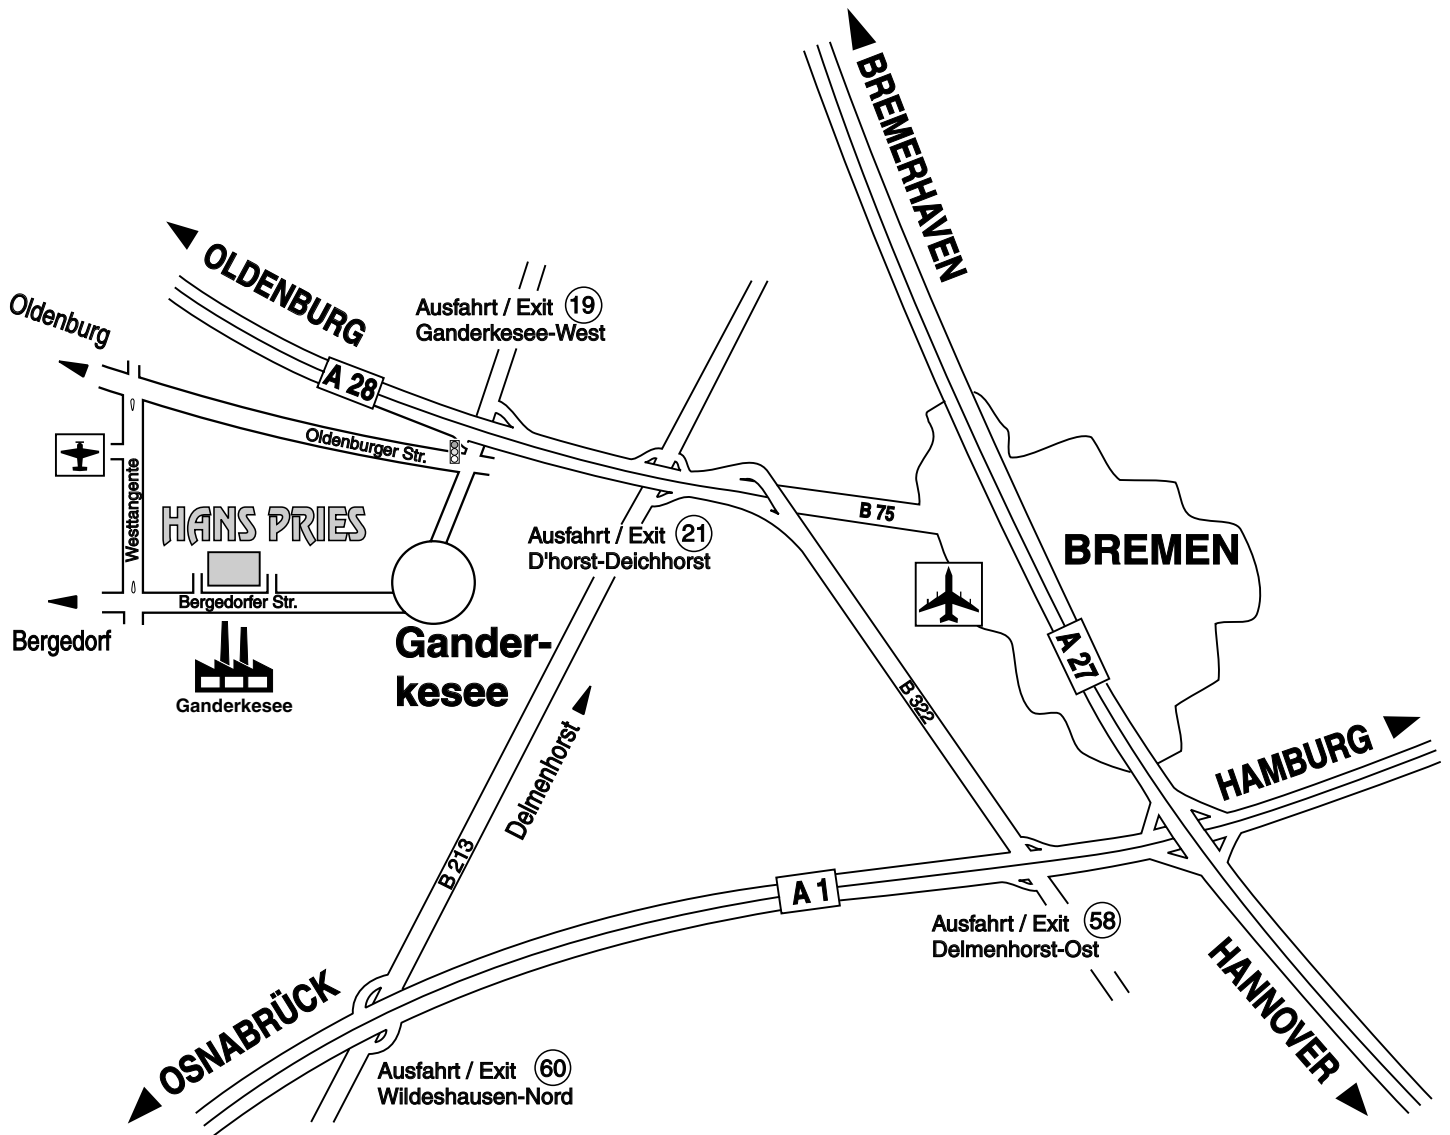 BREMERHAVEN
OLDENBURG
Oldenburg
Ausfahrt / Exit 19
Ganderkesee-West
A 28
Oldenburger Str.
Westtangente
HANS PRIES
B 75
Ausfahrt / Exit 21
D'horst-Deichhorst
BREMEN
Bergedorfer Str.
Bergedorf
Gander-
kesee
Ganderkesee
A 27
B 322
Delmenhorst
HAMBURG
B 213
A 1
Ausfahrt / Exit 58
Delmenhorst-Ost
HANNOVER
OSNABRÜCK
Ausfahrt / Exit 60
Wildeshausen-Nord